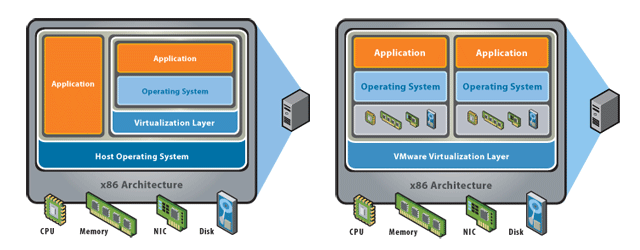 Application
Application
Operating System
Virtualization Layer
Host Operating System
x86 Architecture
CPU
Memory
NIC
Disk
Application
Application
Operating System
Operating System
VMware Virtualization Layer
x86 Architecture
CPU
Memory
NIC
Disk